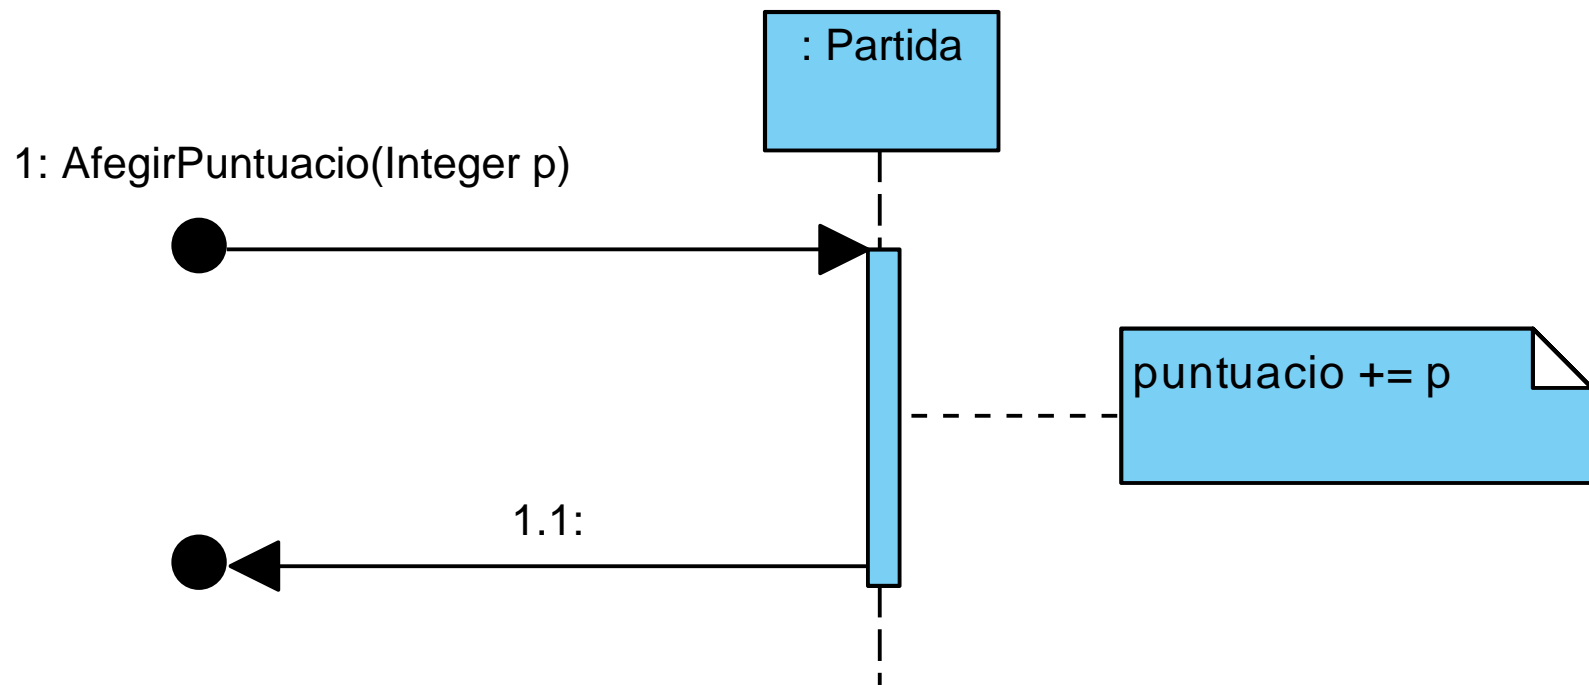 : Partida
1: AfegirPuntuacio(Integer p)
puntuacio += p
1.1: